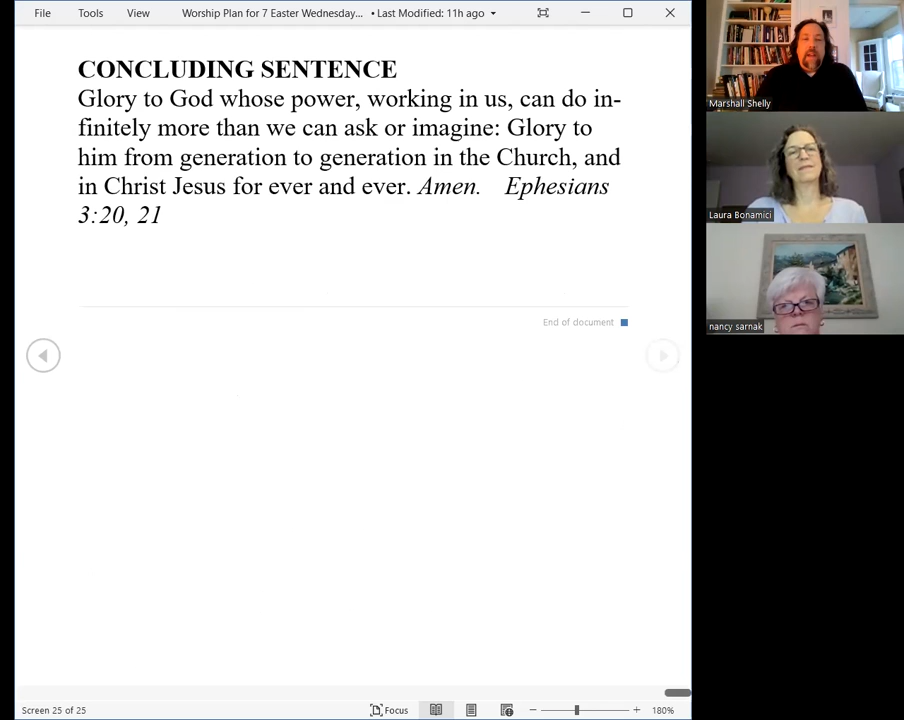 File Tools View Worship Plan for 7 Easter Wednesday... • Last Modified: 11h ago
CONCLUDING SENTENCE
Glory to God whose power, working in us, can do in-
finitely more than we can ask or imagine: Glory to
him from generation to generation in the Church, and
in Christ Jesus for ever and ever. Amen. Ephesians
3:20, 21
End of document
Screen 25 of 25 Focus 180%
Marshall Shelly
Laura Bonamici
nancy sarnak